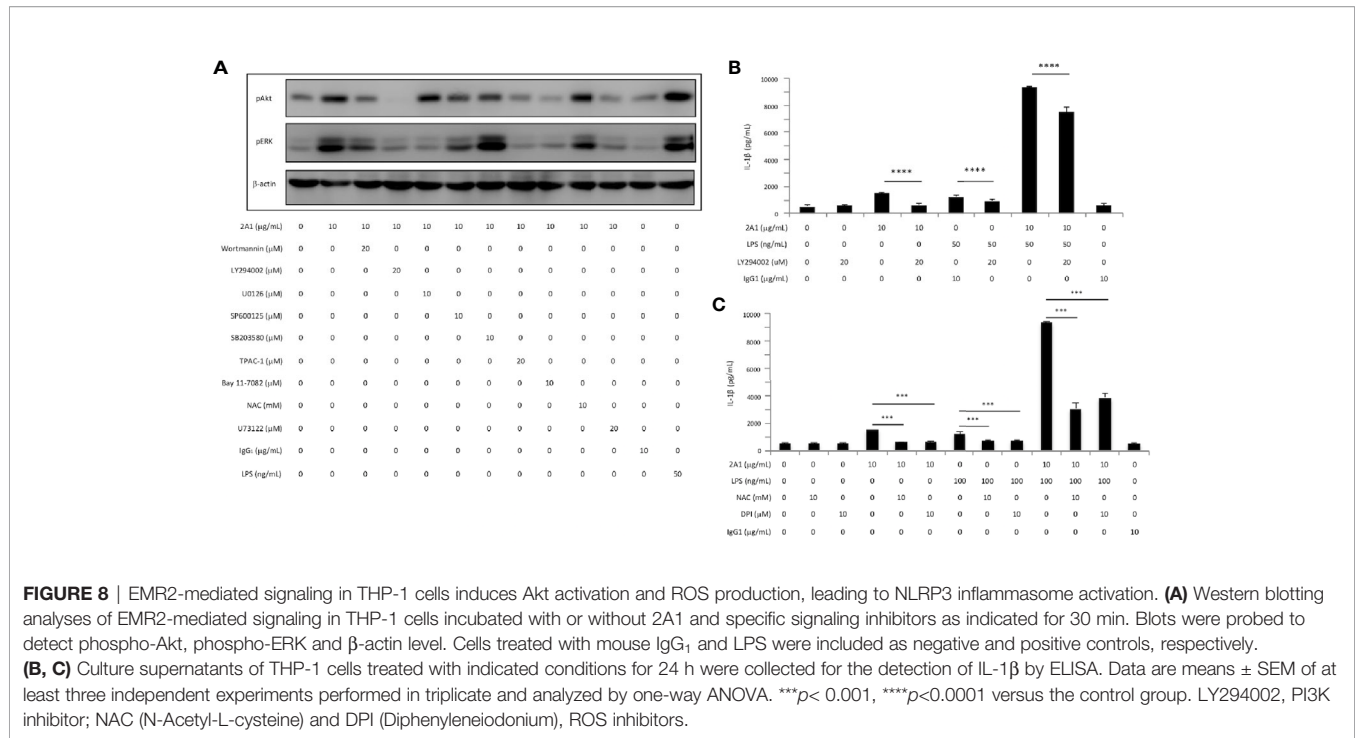 A
pAkt
pERK
β-actin
2A1 (μg/mL) 0 10 10 10 10 10 10 10 10 10 10 0 0
Wortmannin (μM) 0 0 20 0 0 0 0 0 0 0 0 0 0
LY294002 (μM) 0 0 0 20 0 0 0 0 0 0 0 0 0
U0126 (μM) 0 0 0 0 10 0 0 0 0 0 0 0 0
SP600125 (μM) 0 0 0 0 0 10 0 0 0 0 0 0 0
SB203580 (μM) 0 0 0 0 0 0 10 0 0 0 0 0 0
TPAC-1 (μM) 0 0 0 0 0 0 0 20 0 0 0 0 0
Bay 11-7082 (μM) 0 0 0 0 0 0 0 0 10 0 0 0 0
NAC (mM) 0 0 0 0 0 0 0 0 0 10 0 0 0
U73122 (μM) 0 0 0 0 0 0 0 0 0 0 20 0 0
IgG₁ (μg/mL) 0 0 0 0 0 0 0 0 0 0 0 10 0
LPS (ng/mL) 0 0 0 0 0 0 0 0 0 0 0 0 50
B
IL-1β (pg/mL)
10000
8000
6000
4000
2000
0
**** **** ****
2A1 (μg/mL) 0 0 10 10 0 0 10 10 0
LPS (ng/mL) 0 0 0 0 50 50 50 50 0
LY294002 (uM) 0 20 0 20 0 20 0 20 0
IgG1 (μg/mL) 0 0 0 0 10 0 0 0 10
C
IL-1β (pg/mL)
10000
8000
6000
4000
2000
0
*** *** *** *** *** ***
2A1 (μg/mL) 0 0 0 10 10 10 0 0 0 10 10 10 0
LPS (ng/mL) 0 0 0 0 0 0 100 100 100 100 100 100 0
NAC (mM) 0 10 0 0 10 0 0 10 0 0 10 0 0
DPI (μM) 0 0 10 0 0 10 0 0 10 0 0 10 0
IgG1 (μg/mL) 0 0 0 0 0 0 0 0 0 0 0 0 10
FIGURE 8 | EMR2-mediated signaling in THP-1 cells induces Akt activation and ROS production, leading to NLRP3 inflammasome activation. (A) Western blotting
analyses of EMR2-mediated signaling in THP-1 cells incubated with or without 2A1 and specific signaling inhibitors as indicated for 30 min. Blots were probed to
detect phospho-Akt, phospho-ERK and β-actin level. Cells treated with mouse IgG₁ and LPS were included as negative and positive controls, respectively.
(B, C) Culture supernatants of THP-1 cells treated with indicated conditions for 24 h were collected for the detection of IL-1β by ELISA. Data are means ± SEM of at
least three independent experiments performed in triplicate and analyzed by one-way ANOVA. ***p< 0.001, ****p<0.0001 versus the control group. LY294002, PI3K
inhibitor; NAC (N-Acetyl-L-cysteine) and DPI (Diphenyleneiodonium), ROS inhibitors.